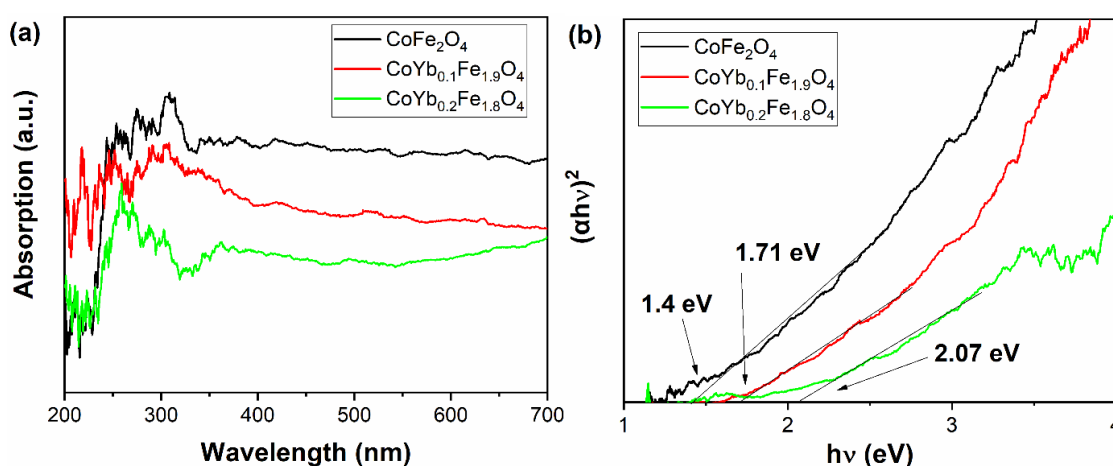 (a)
CoFe₂O₄
CoYb₀.₁Fe₁.₉O₄
CoYb₀.₂Fe₁.₈O₄
Absorption (a.u.)
200 300 400 500 600 700
Wavelength (nm)
(b)
CoFe₂O₄
CoYb₀.₁Fe₁.₉O₄
CoYb₀.₂Fe₁.₈O₄
(αhν)²
1.71 eV
1.4 eV
2.07 eV
1 2 3 4
hν (eV)